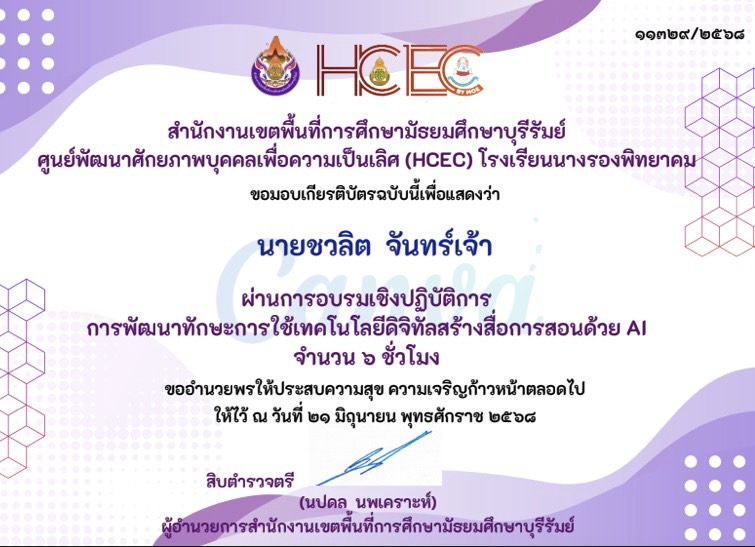 ๑๑๓๒๙/๒๕๖๘
HCEC
BY MOE
สำนักงานเขตพื้นที่การศึกษามัธยมศึกษาบุรีรัมย์
ศูนย์พัฒนาศักยภาพบุคคลเพื่อความเป็นเลิศ (HCEC) โรงเรียนนางรองพิทยาคม
ขอมอบเกียรติบัตรฉบับนี้เพื่อแสดงว่า
นายชวลิต จันทร์เจ้า
Canva
ผ่านการอบรมเชิงปฏิบัติการ
การพัฒนาทักษะการใช้เทคโนโลยีดิจิทัลสร้างสื่อการสอนด้วย AI
จำนวน ๖ ชั่วโมง
ขออำนวยพรให้ประสบความสุข ความเจริญก้าวหน้าตลอดไป
ให้ไว้ ณ วันที่ ๒๑ มิถุนายน พุทธศักราช ๒๕๖๘
สิบตำรวจตรี
(นปดล นพเคราะห์)
ผู้อำนวยการสำนักงานเขตพื้นที่การศึกษามัธยมศึกษาบุรีรัมย์